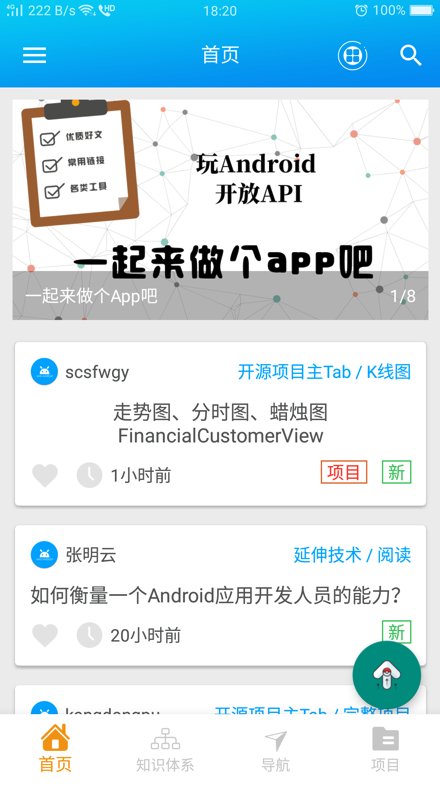 4G 222 B/s HD 18:20 100%
首页
优质好文
常用链接
各类工具
玩Android
开放API
一起来做个app吧
一起来做个App吧 1/8
scsfwgy 开源项目主Tab / K线图
走势图、分时图、蜡烛图
FinancialCustomerView
1小时前 项目 新
张明云 延伸技术 / 阅读
如何衡量一个Android应用开发人员的能力？
20小时前 新
开源项目主Tab / 完整项目
首页 知识体系 导航 项目